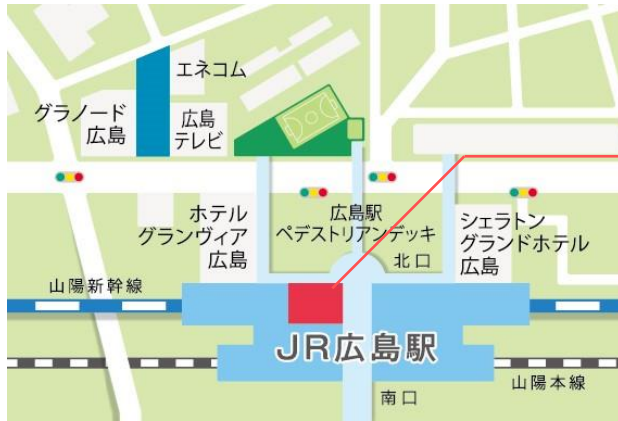 エネコム
グラノード
広島
広島
テレビ
ホテル
グランヴィア
広島
広島駅
ペデストリアンデッキ
北口
シェラトン
グランドホテル
広島
山陽新幹線
JR広島駅
山陽本線
南口